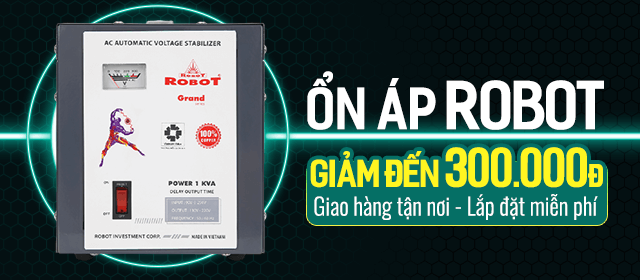 AC AUTOMATIC VOLTAGE STABILIZER
ROBOT
ROBOT
Grand
100%
COPPER
POWER 1 KVA
DELAY OUTPUT TIME
ON
OFF
ROBOT INVESTMENT CORP.
MADE IN VIETNAM
ỔN ÁP ROBOT
GIẢM ĐẾN 300.000Đ
Giao hàng tận nơi - Lắp đặt miễn phí